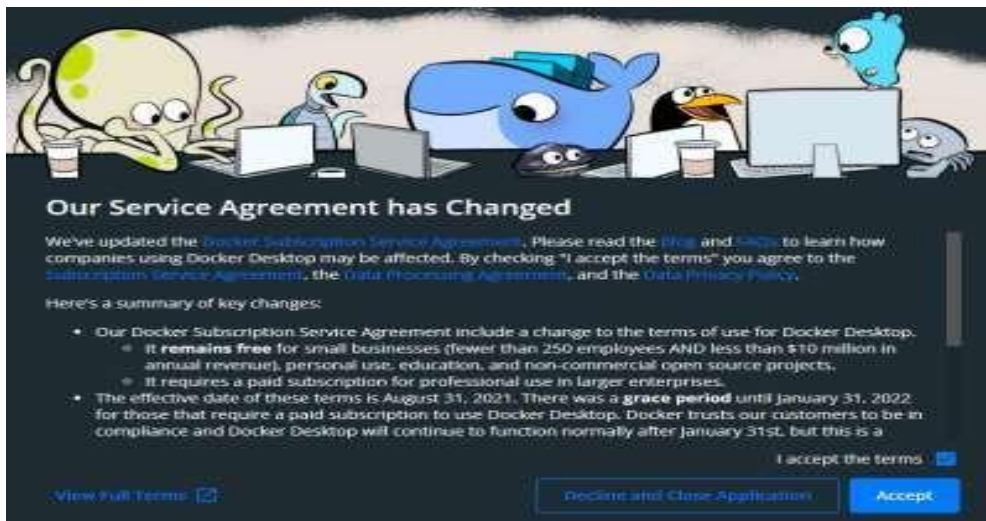 Our Service Agreement has Changed
We've updated the Docker Subscription Service Agreement. Please read the Blog and FAQs to learn how
companies using Docker Desktop may be affected. By checking "I accept the terms" you agree to the
Subscription Service Agreement, the Data Processing Agreement, and the Data Privacy Policy.
Here's a summary of key changes:
• Our Docker Subscription Service Agreement include a change to the terms of use for Docker Desktop.
It remains free for small businesses (fewer than 250 employees AND less than $10 million in
annual revenue), personal use, education, and non-commercial open source projects.
It requires a paid subscription for professional use in larger enterprises.
• The effective date of these terms is August 31, 2021. There was a grace period until January 31, 2022
for those that require a paid subscription to use Docker Desktop. Docker trusts our customers to be in
compliance and Docker Desktop will continue to function normally after January 31st, but this is a
I accept the terms
View Full Terms
Decline and Close Application
Accept